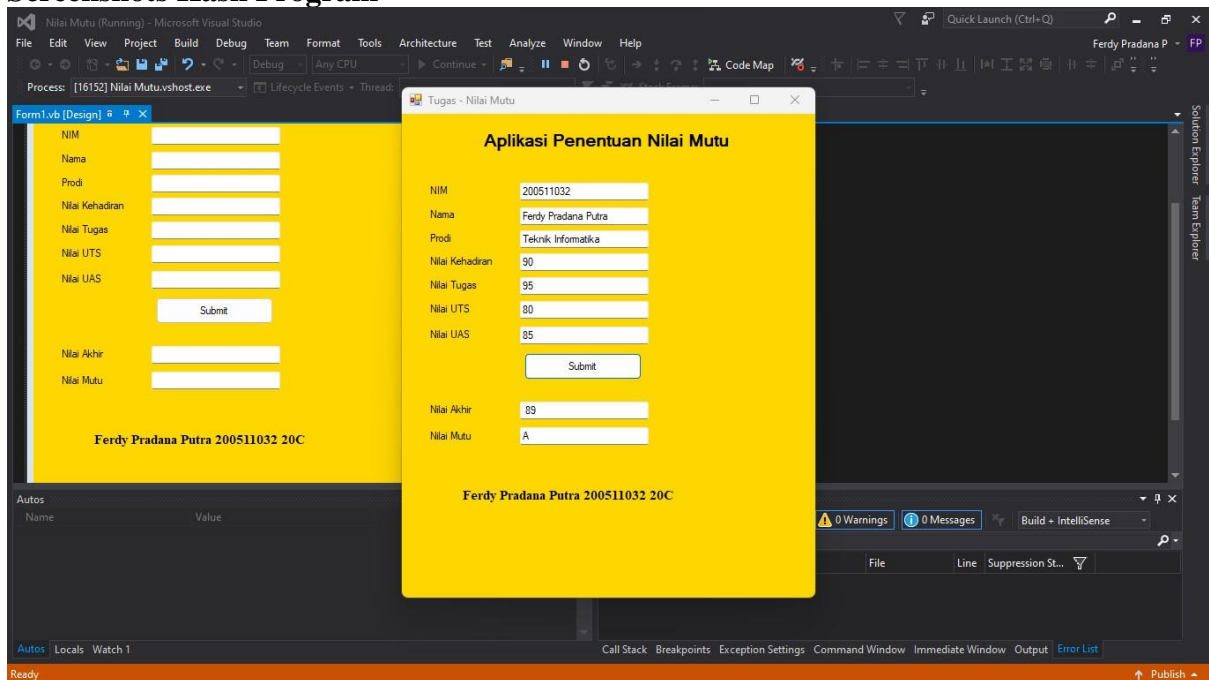 Screenshots Hasil Program
Nilai Mutu (Running) - Microsoft Visual Studio
Quick Launch (Ctrl+Q)
File Edit View Project Build Debug Team Format Tools Architecture Test Analyze Window Help
Ferdy Pradana P FP
Debug Any CPU Continue Code Map
Process: [16152] Nilai Mutu.vshost.exe Lifecycle Events Thread: Stack Frame:
Form1.vb [Design]
NIM
Nama
Prodi
Nilai Kehadiran
Nilai Tugas
Nilai UTS
Nilai UAS
Submit
Nilai Akhir
Nilai Mutu
Ferdy Pradana Putra 200511032 20C
Tugas - Nilai Mutu
Aplikasi Penentuan Nilai Mutu
NIM 200511032
Nama Ferdy Pradana Putra
Prodi Teknik Informatika
Nilai Kehadiran 90
Nilai Tugas 95
Nilai UTS 80
Nilai UAS 85
Submit
Nilai Akhir 89
Nilai Mutu A
Ferdy Pradana Putra 200511032 20C
Solution Explorer
Team Explorer
Autos
Name Value
0 Warnings 0 Messages Build + IntelliSense
File Line Suppression St...
Autos Locals Watch 1
Call Stack Breakpoints Exception Settings Command Window Immediate Window Output Error List
Ready
Publish